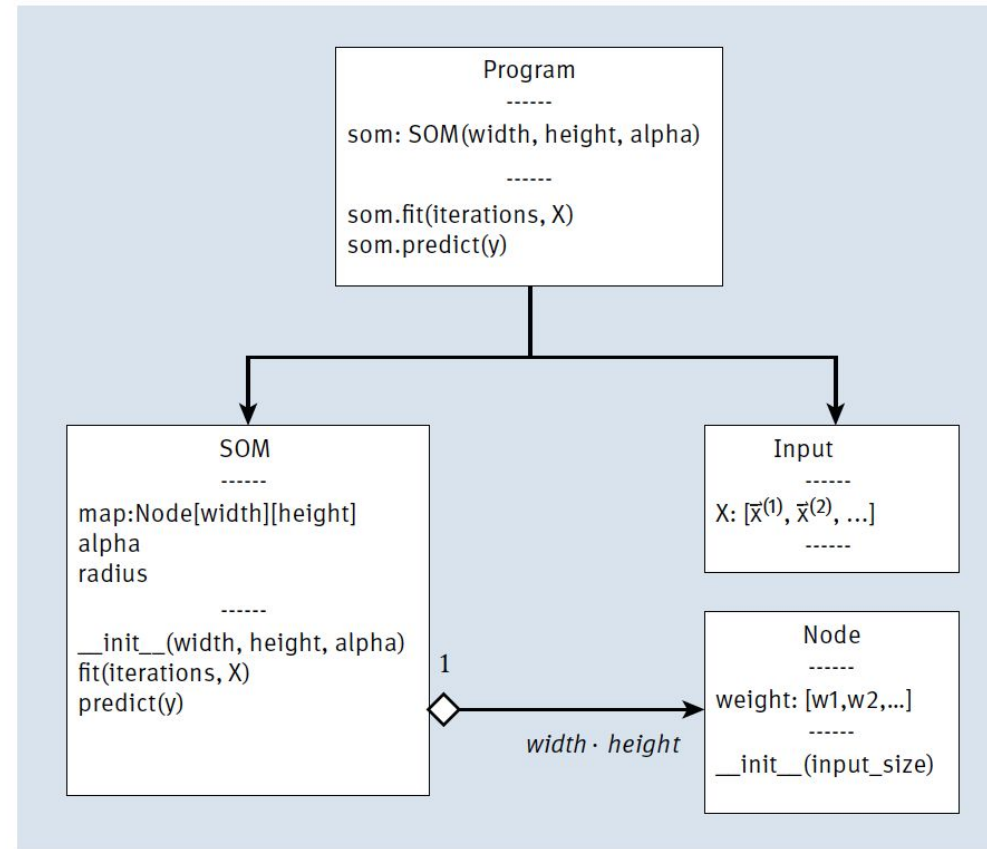 Program
------
som: SOM(width, height, alpha)
------
som.fit(iterations, X)
som.predict(y)
SOM
------
map:Node[width][height]
alpha
radius
------
__init__(width, height, alpha)
fit(iterations, X)
predict(y)
Input
------
X: [x⃗⁽¹⁾, x⃗⁽²⁾, ...]
------
1
width · height
Node
------
weight: [w1,w2,...]
------
__init__(input_size)